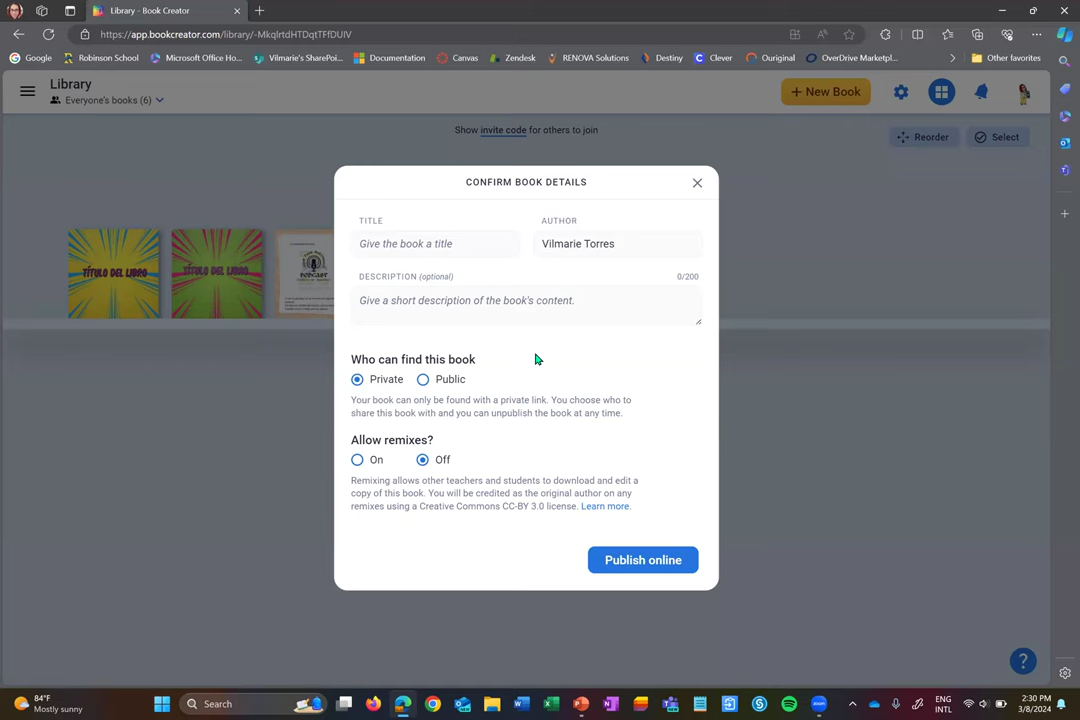 Library - Book Creator
https://app.bookcreator.com/library/-MkqlrtdHTDqtTFfDUIV
Google
Robinson School
Microsoft Office Ho...
Vilmarie's SharePoi...
Documentation
Canvas
Zendesk
RENOVA Solutions
Destiny
Clever
Ouriginal
OverDrive Marketpl...
Other favorites
Library
Everyone's books (6)
+ New Book
Show invite code for others to join
Reorder
Select
CONFIRM BOOK DETAILS
TITLE
AUTHOR
Give the book a title
Vilmarie Torres
DESCRIPTION (optional)
0/200
Give a short description of the book's content.
TÍTULO DEL LIBRO
TÍTULO DEL LIBRO
PODCAST
Who can find this book
Private
Public
Your book can only be found with a private link. You choose who to
share this book with and you can unpublish the book at any time.
Allow remixes?
On
Off
Remixing allows other teachers and students to download and edit a
copy of this book. You will be credited as the original author on any
remixes using a Creative Commons CC-BY 3.0 license. Learn more.
Publish online
?
84°F
Mostly sunny
Search
ENG
INTL
2:30 PM
3/8/2024